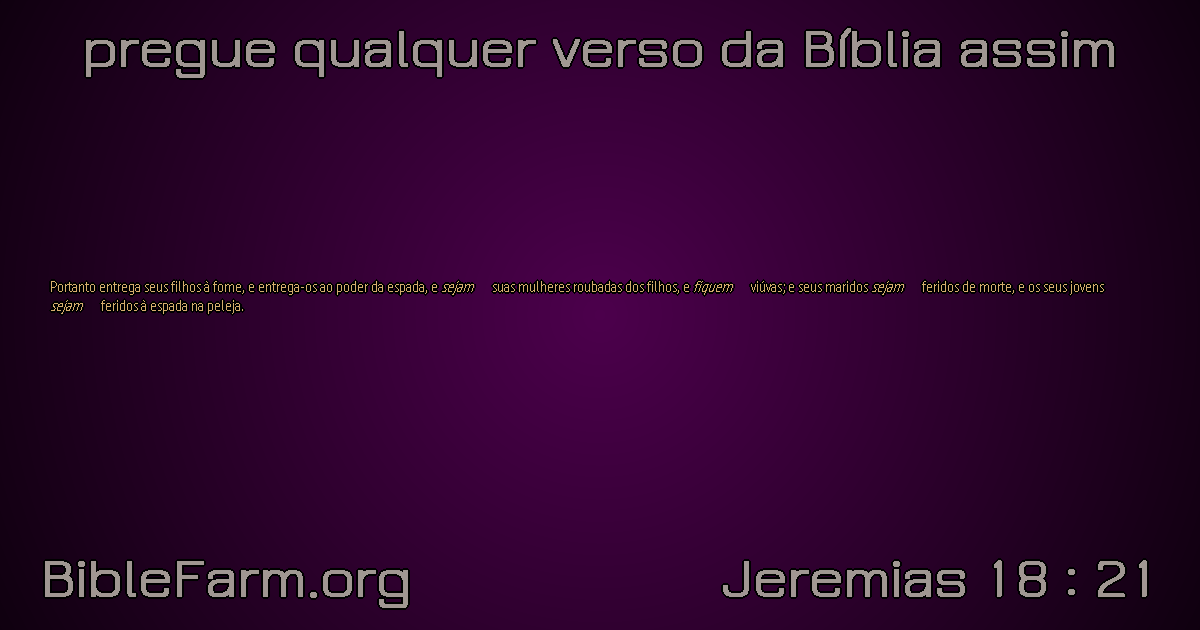 pregue qualquer verso da Bíblia assim
Portanto entrega seus filhos à fome, e entrega-os ao poder da espada, e sejam suas mulheres roubadas dos filhos, e fiquem viúvas; e seus maridos sejam feridos de morte, e os seus jovens
sejam feridos à espada na peleja.
BibleFarm.org
Jeremias 18 : 21